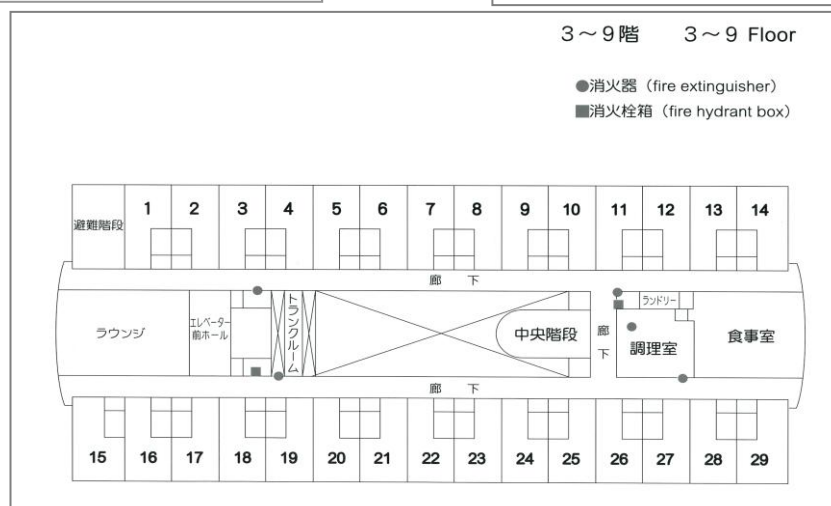 3～9階 3～9 Floor
●消火器（fire extinguisher）
■消火栓箱（fire hydrant box）
避難階段 1 2 3 4 5 6 7 8 9 10 11 12 13 14
廊 下
ラウンジ
エレベーター
前ホール
トランクルーム
中央階段
廊
下
ランドリー
調理室
食事室
廊 下
15 16 17 18 19 20 21 22 23 24 25 26 27 28 29